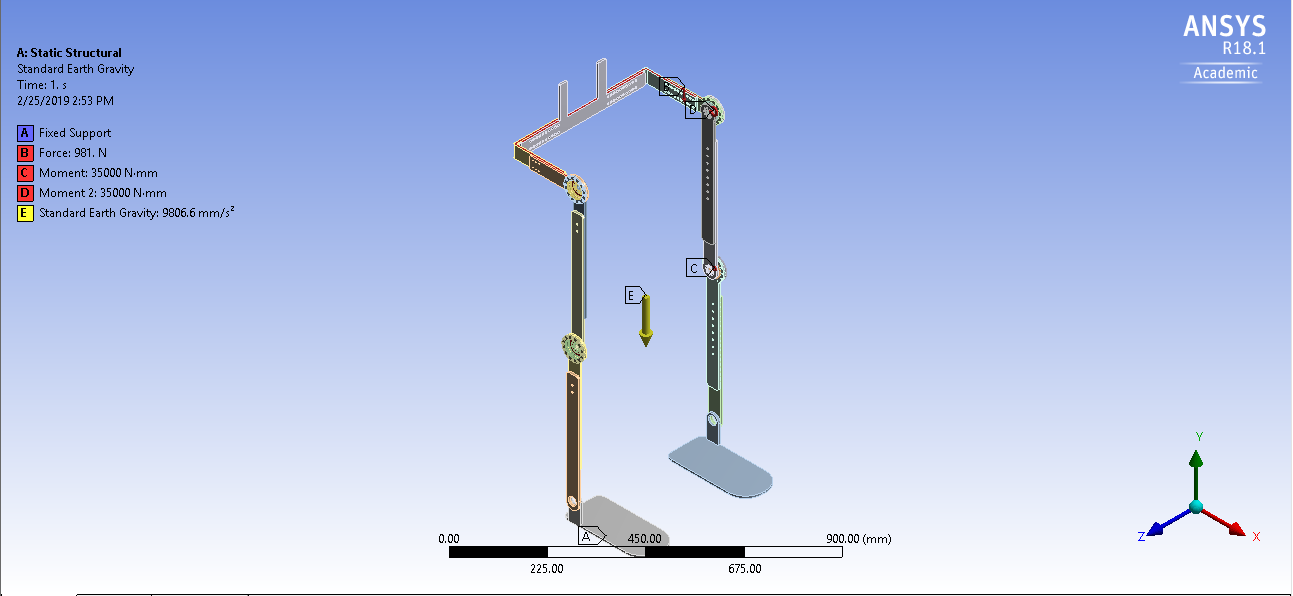 ANSYS
R18.1
Academic
A: Static Structural
Standard Earth Gravity
Time: 1. s
2/25/2019 2:53 PM
A Fixed Support
B Force: 981. N
C Moment: 35000 N·mm
D Moment 2: 35000 N·mm
E Standard Earth Gravity: 9806.6 mm/s²
D
C
E
A
0.00 450.00 900.00 (mm)
225.00 675.00
Y
Z X